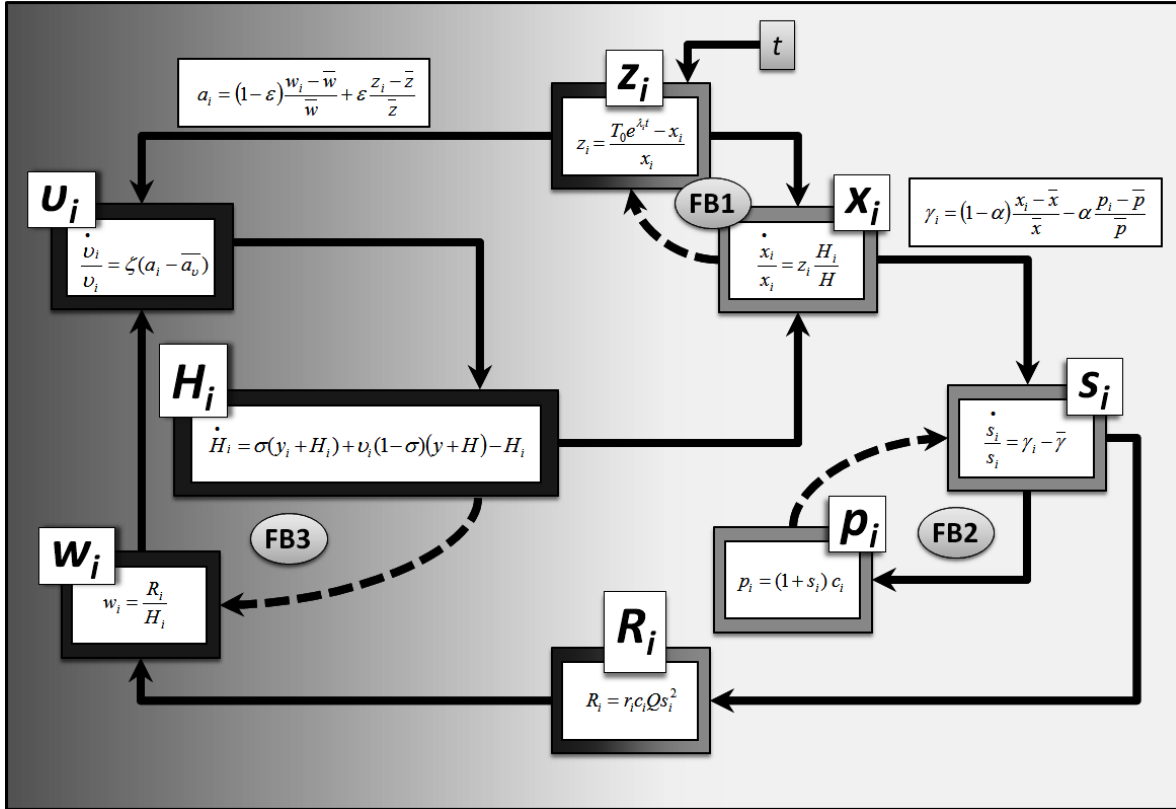 t
z_i
a_i = (1-ε) (w_i - w̅)/w̅ + ε (z_i - z̅)/z̅
z_i = (T_0 e^{λ_i t} - x_i)/x_i
υ_i
FB1
x_i
γ_i = (1-α) (x_i - x̅)/x̅ - α (p_i - p̅)/p̅
υ̇_i/υ_i = ζ(a_i - a̅_υ̅)
ẋ_i/x_i = z_i H_i/H
H_i
s_i
Ḣ_i = σ(y_i + H_i) + υ_i(1-σ)(y + H) - H_i
ṡ_i/s_i = γ_i - γ̅
p_i
FB3
FB2
w_i
p_i = (1 + s_i) c_i
w_i = R_i/H_i
R_i
R_i = r_i c_i Q s_i^2